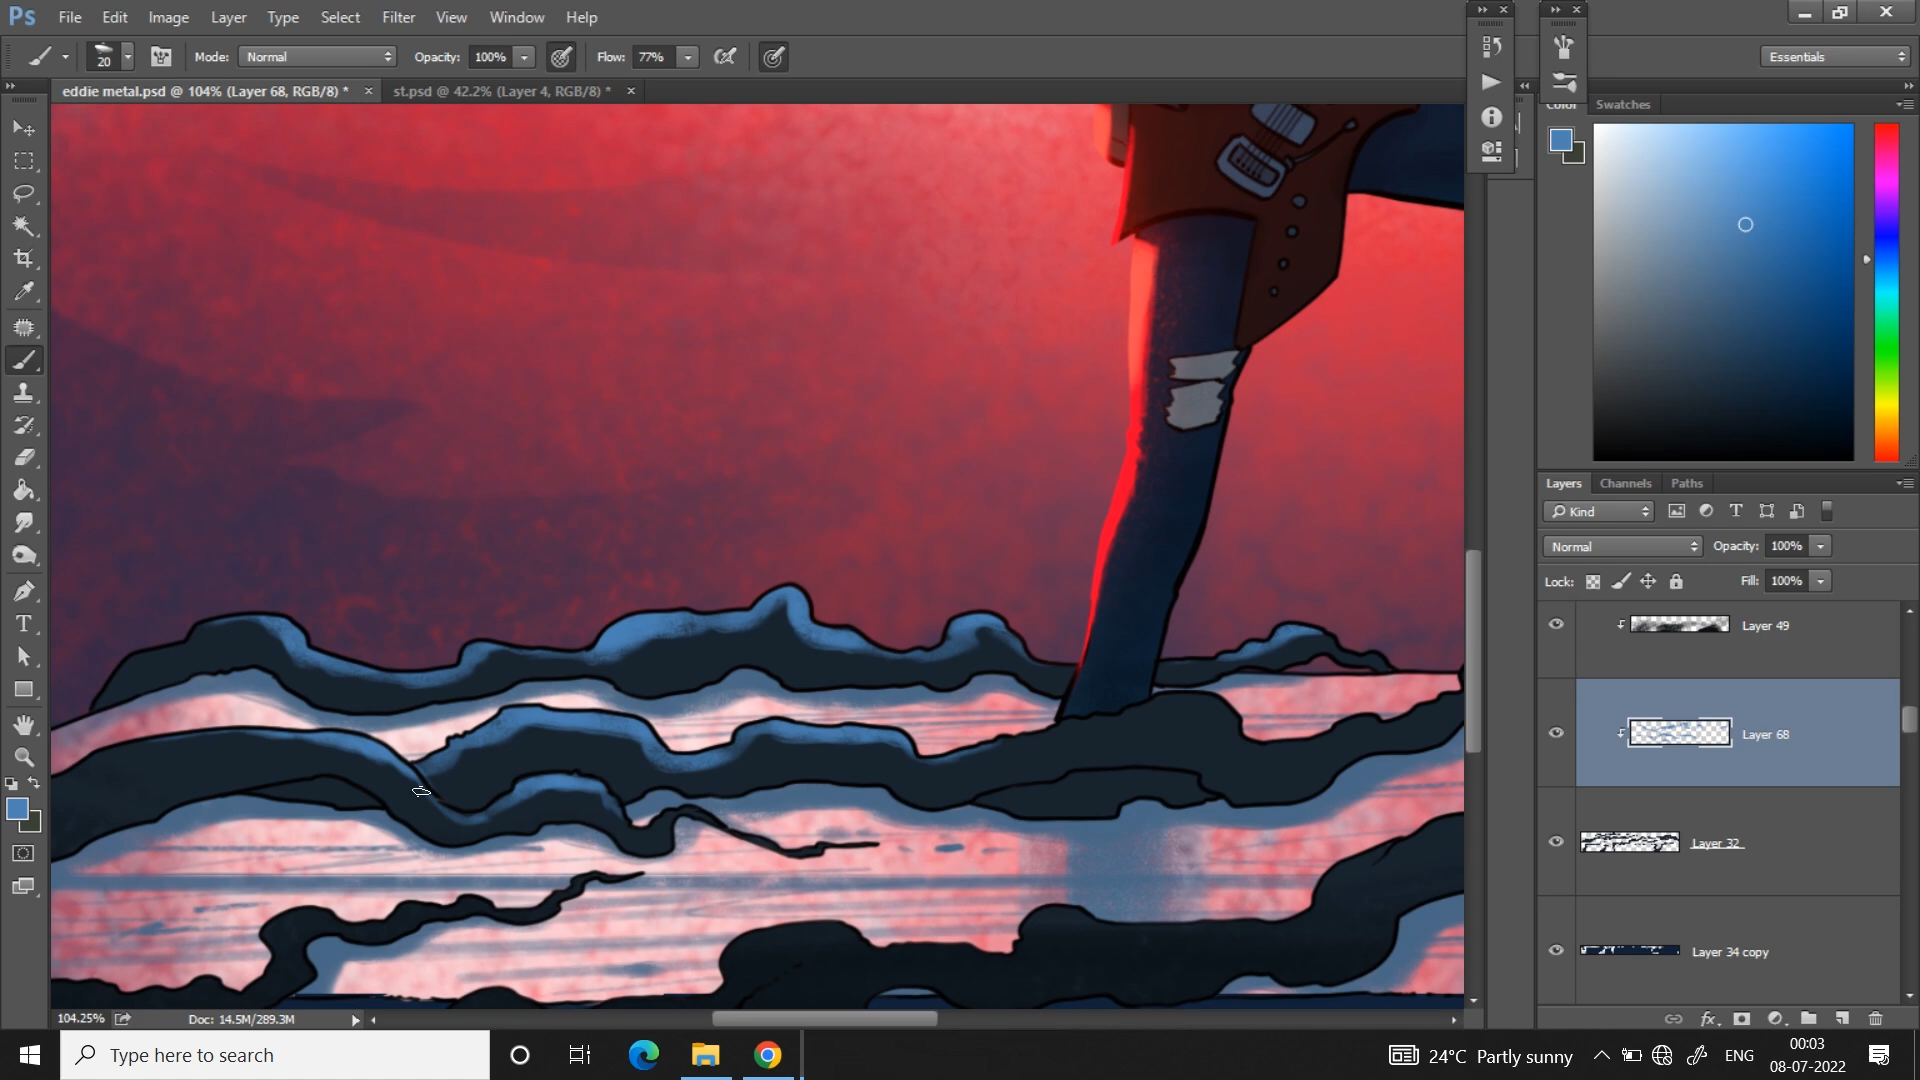 Ps File Edit Image Layer Type Select Filter View Window Help
20 Mode: Normal Opacity: 100% Flow: 77% Essentials
eddie metal.psd @ 104% (Layer 68, RGB/8) * × st.psd @ 42.2% (Layer 4, RGB/8) * ×
Color Swatches
Layers Channels Paths
Kind
Normal Opacity: 100%
Lock: Fill: 100%
Layer 49
Layer 68
Layer 32
Layer 34 copy
104.25% Doc: 14.5M/289.3M
Type here to search
24°C Partly sunny ENG
00:03
08-07-2022